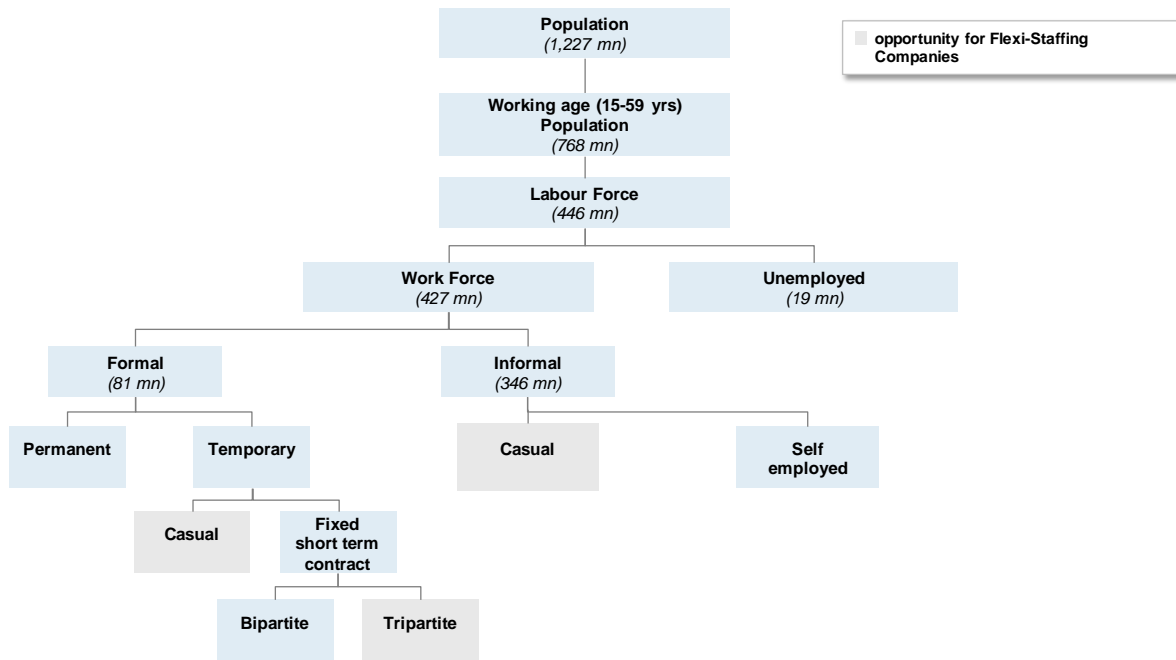 Population
(1,227 mn)
opportunity for Flexi-Staffing
Companies
Working age (15-59 yrs)
Population
(768 mn)
Labour Force
(446 mn)
Work Force
(427 mn)
Unemployed
(19 mn)
Formal
(81 mn)
Informal
(346 mn)
Permanent
Temporary
Casual
Self
employed
Casual
Fixed
short term
contract
Bipartite
Tripartite